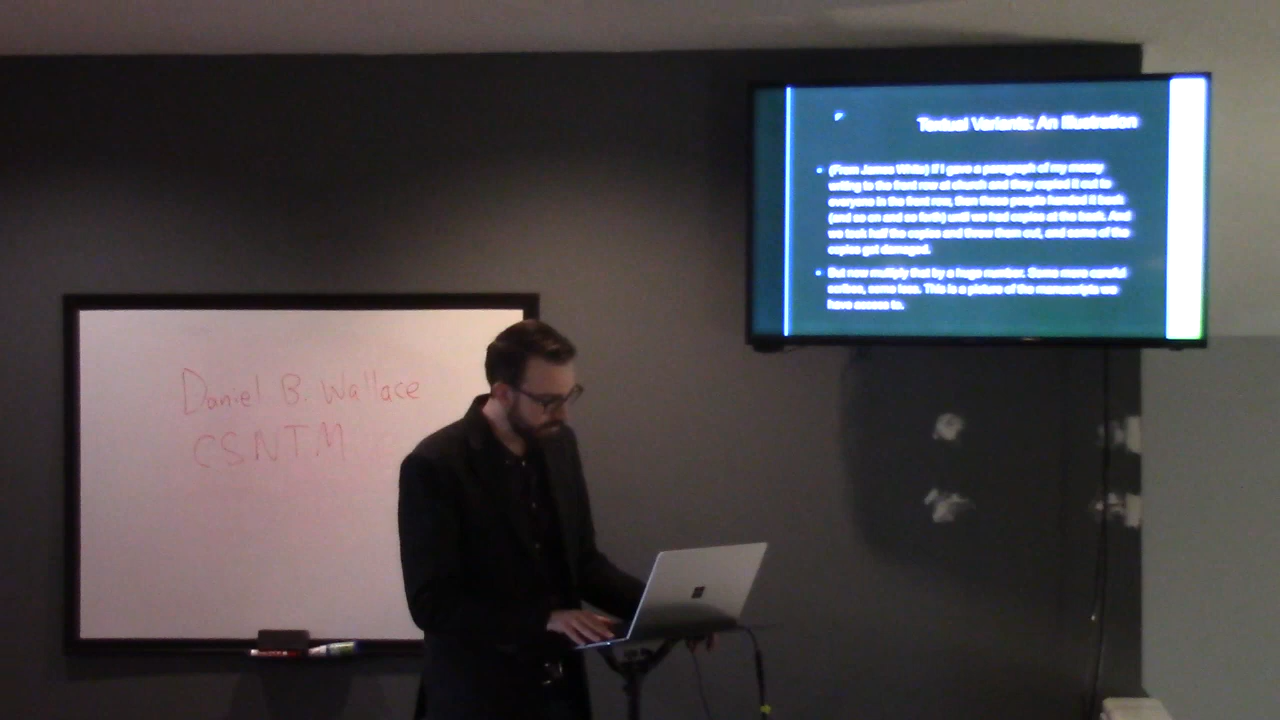 Daniel B. Wallace
CSNTM
Textual Variants: An Illustration
(From James White) If I gave a paragraph of my messy
writing to the front row at church and they copied it out to
everyone in the front row, then those people handed it back
(and so on and so forth) until we had copies at the back. And
we took half the copies and threw them out, and some of the
copies got damaged.
But now multiply that by a huge number. Some more careful
some less. This is a picture of the manuscripts we
have access to.